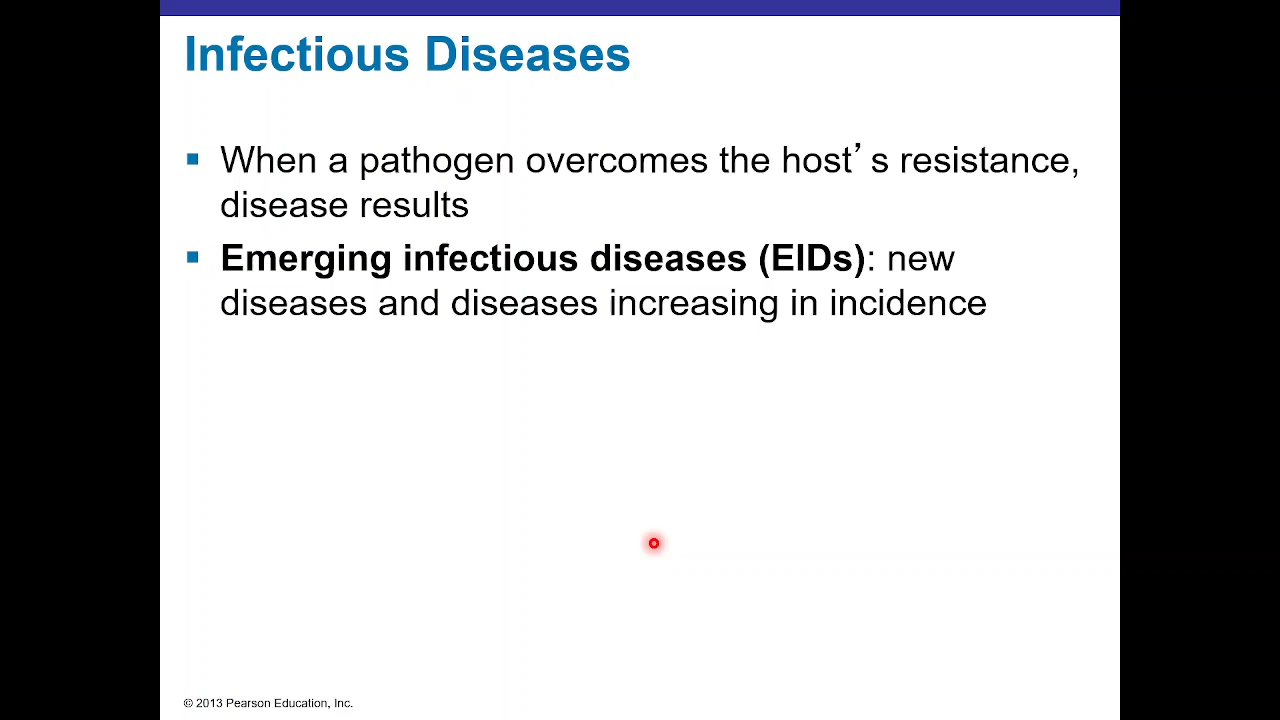 Infectious Diseases
▪ When a pathogen overcomes the host’s resistance,
disease results
▪ Emerging infectious diseases (EIDs): new
diseases and diseases increasing in incidence
© 2013 Pearson Education, Inc.